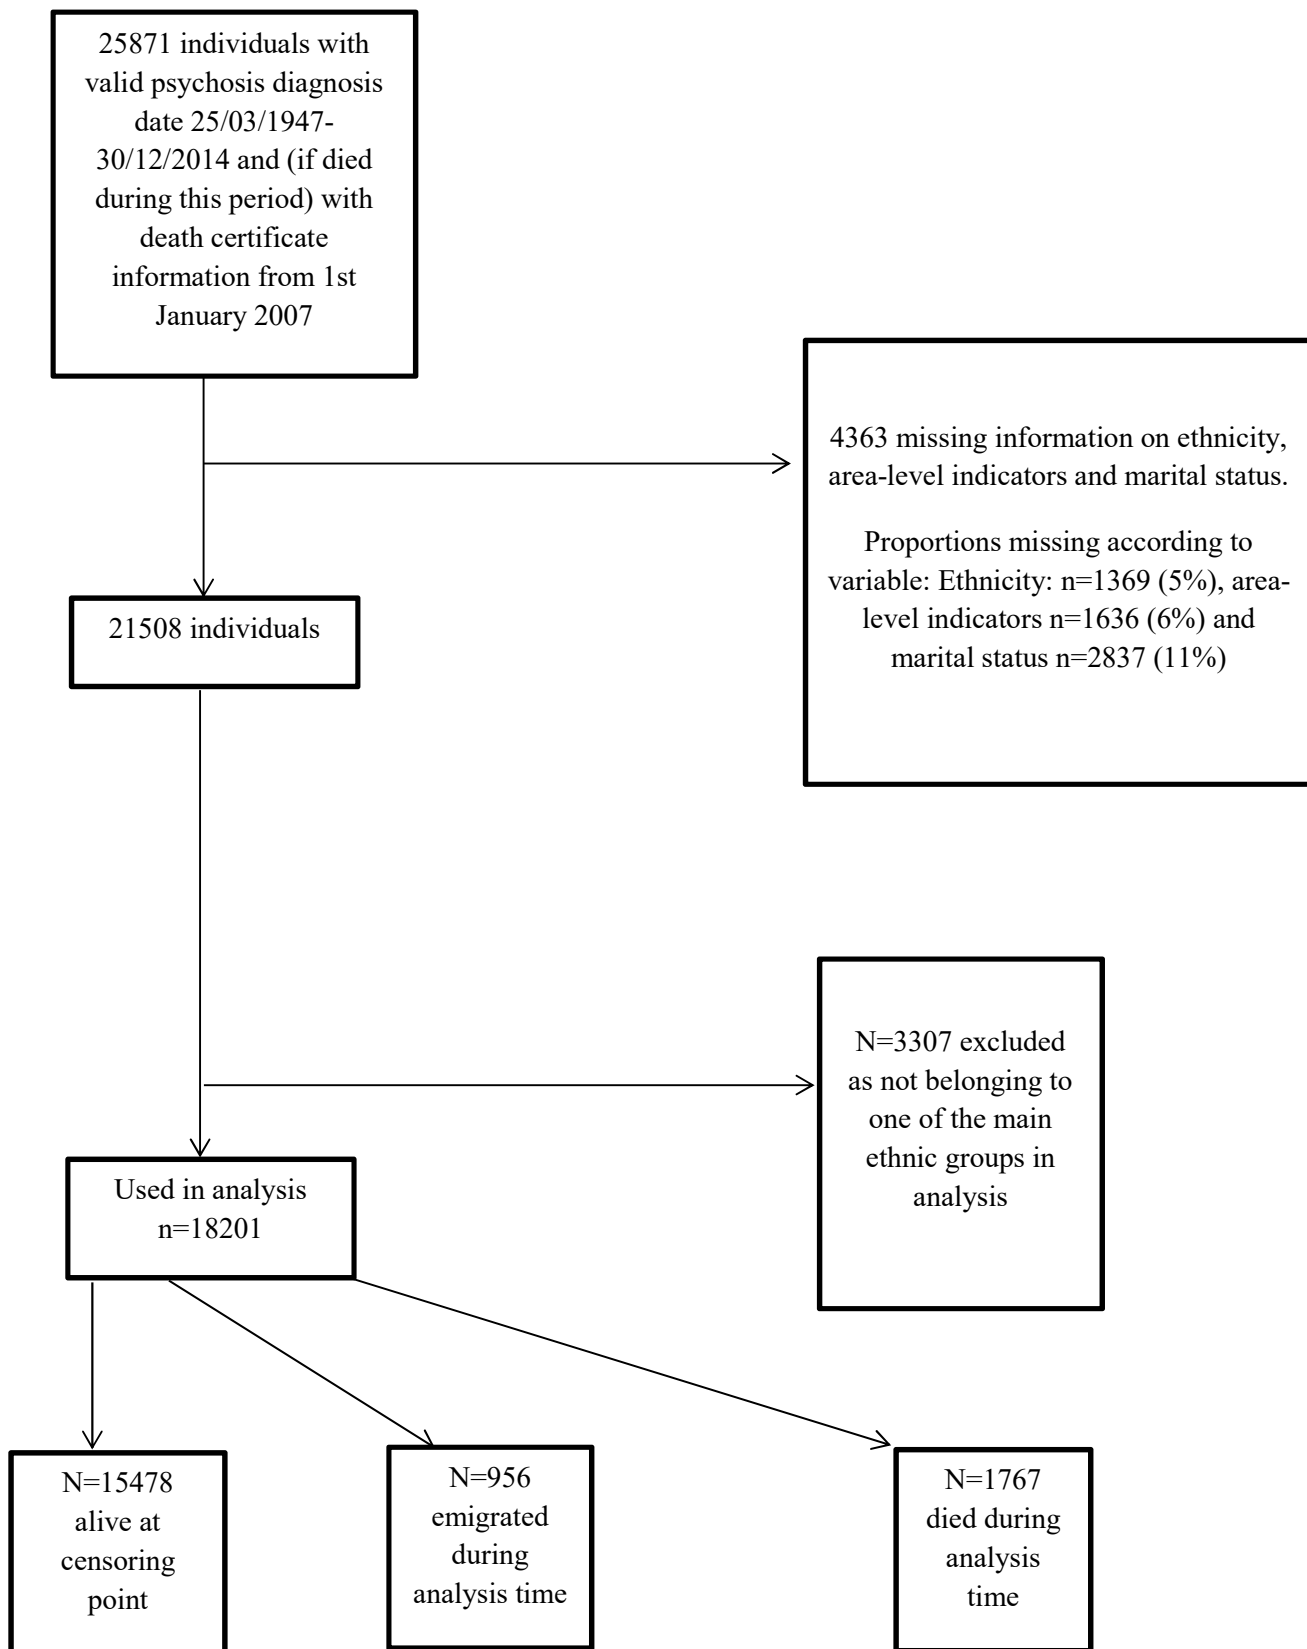 25871 individuals with
valid psychosis diagnosis
date 25/03/1947-
30/12/2014 and (if died
during this period) with
death certificate
information from 1st
January 2007
4363 missing information on ethnicity,
area-level indicators and marital status.
Proportions missing according to
variable: Ethnicity: n=1369 (5%), area-
level indicators n=1636 (6%) and
marital status n=2837 (11%)
21508 individuals
N=3307 excluded
as not belonging to
one of the main
ethnic groups in
analysis
Used in analysis
n=18201
N=15478
alive at
censoring
point
N=956
emigrated
during
analysis time
N=1767
died during
analysis
time